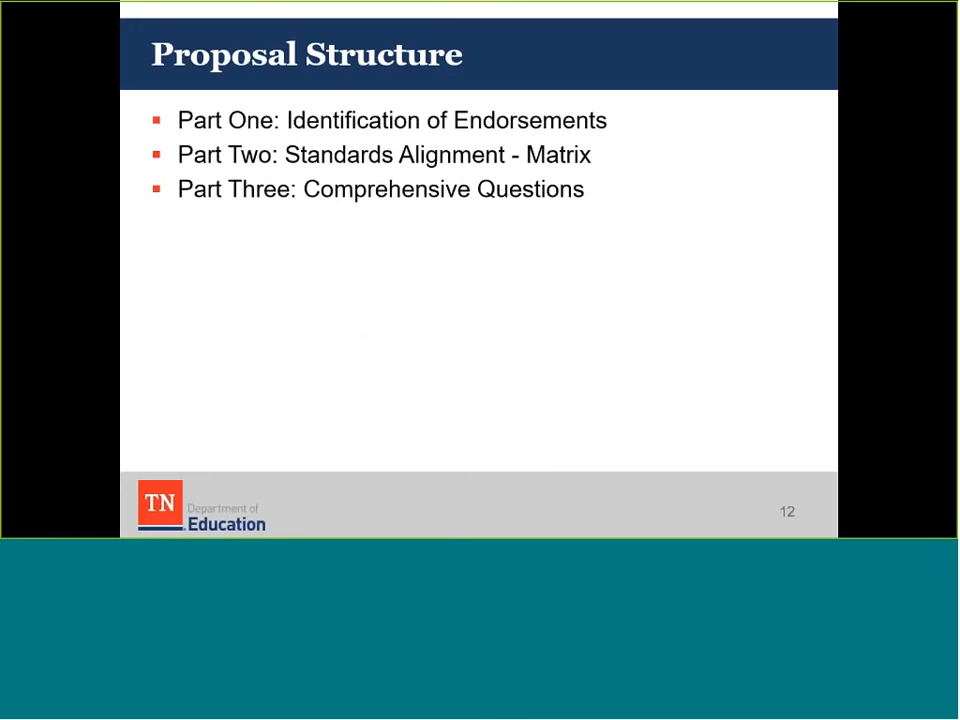 Proposal Structure
Part One: Identification of Endorsements
Part Two: Standards Alignment - Matrix
Part Three: Comprehensive Questions
TN
Department of
Education
12